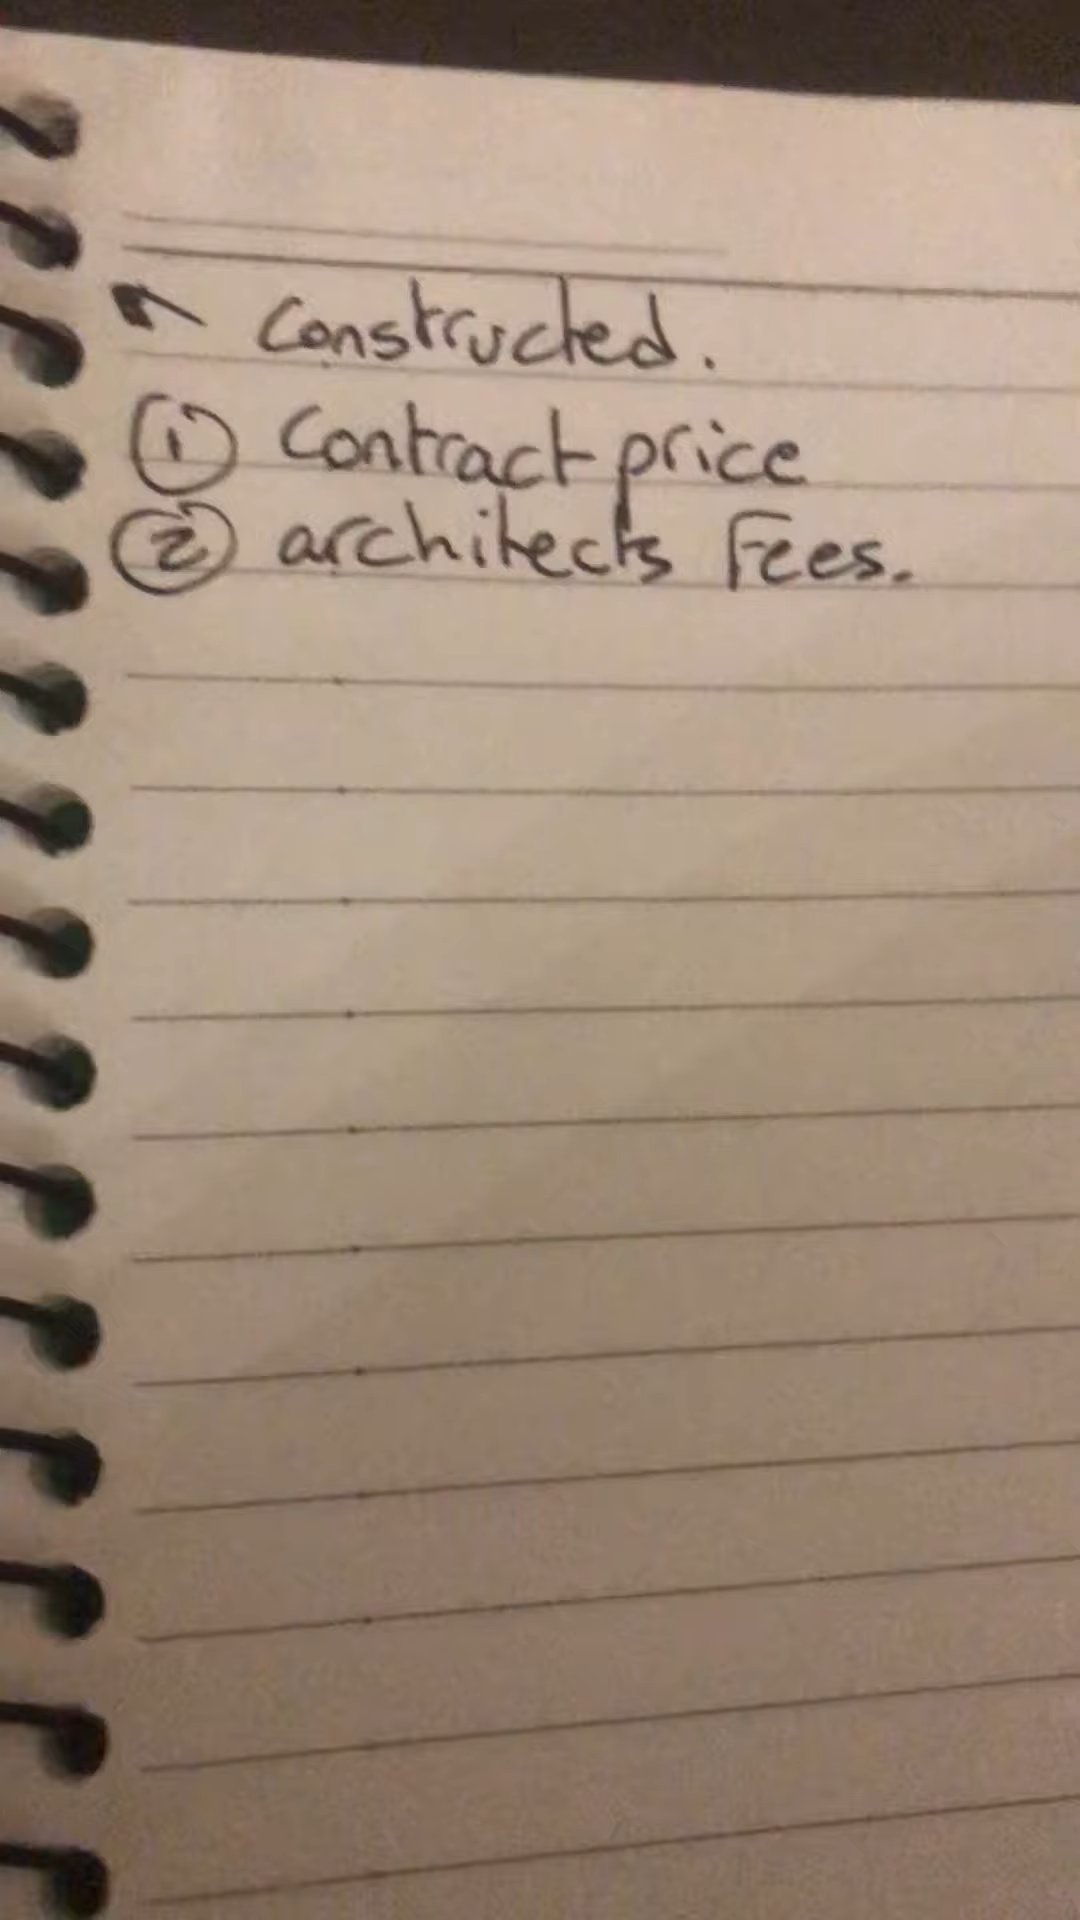 Constructed.
① Contract price
② architects Fees.